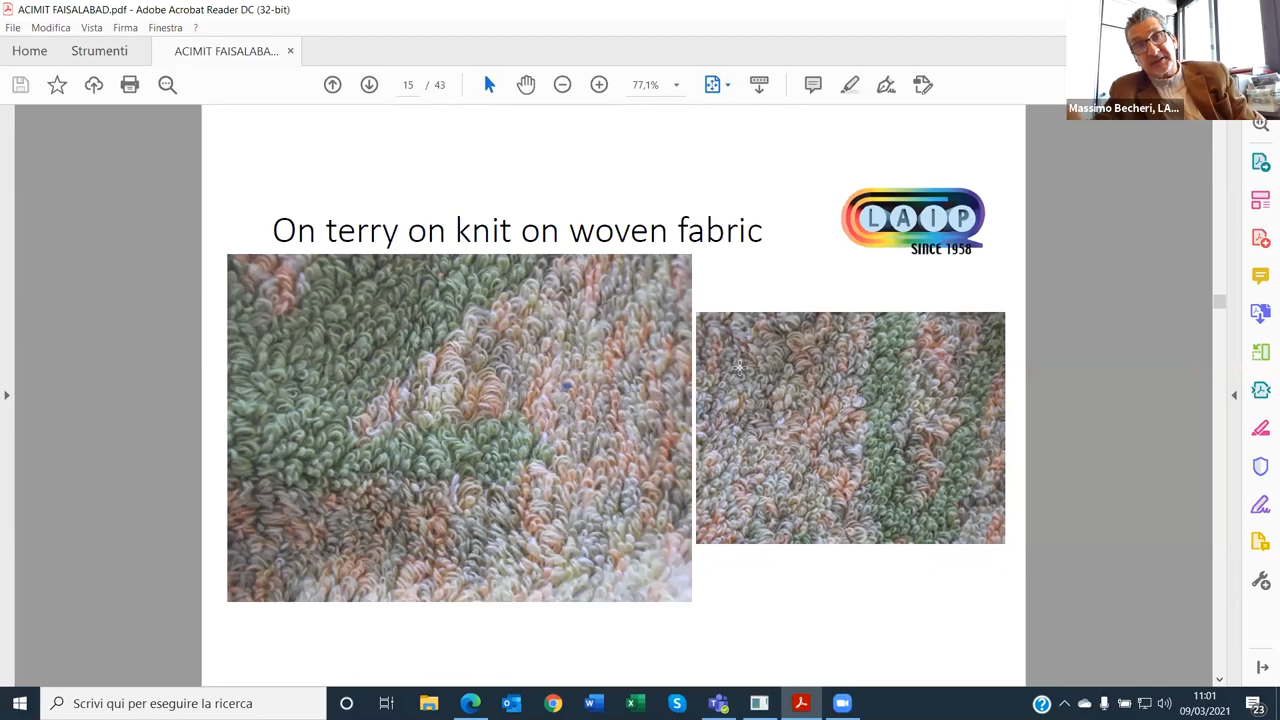 ACIMIT FAISALABAD.pdf - Adobe Acrobat Reader DC (32-bit)
File Modifica Vista Firma Finestra ?
Home Strumenti ACIMIT FAISALABA... ×
15 / 43 77,1%
Massimo Becheri, LA...
LAIP
SINCE 1958
On terry on knit on woven fabric
Scrivi qui per eseguire la ricerca
11:01
09/03/2021
23